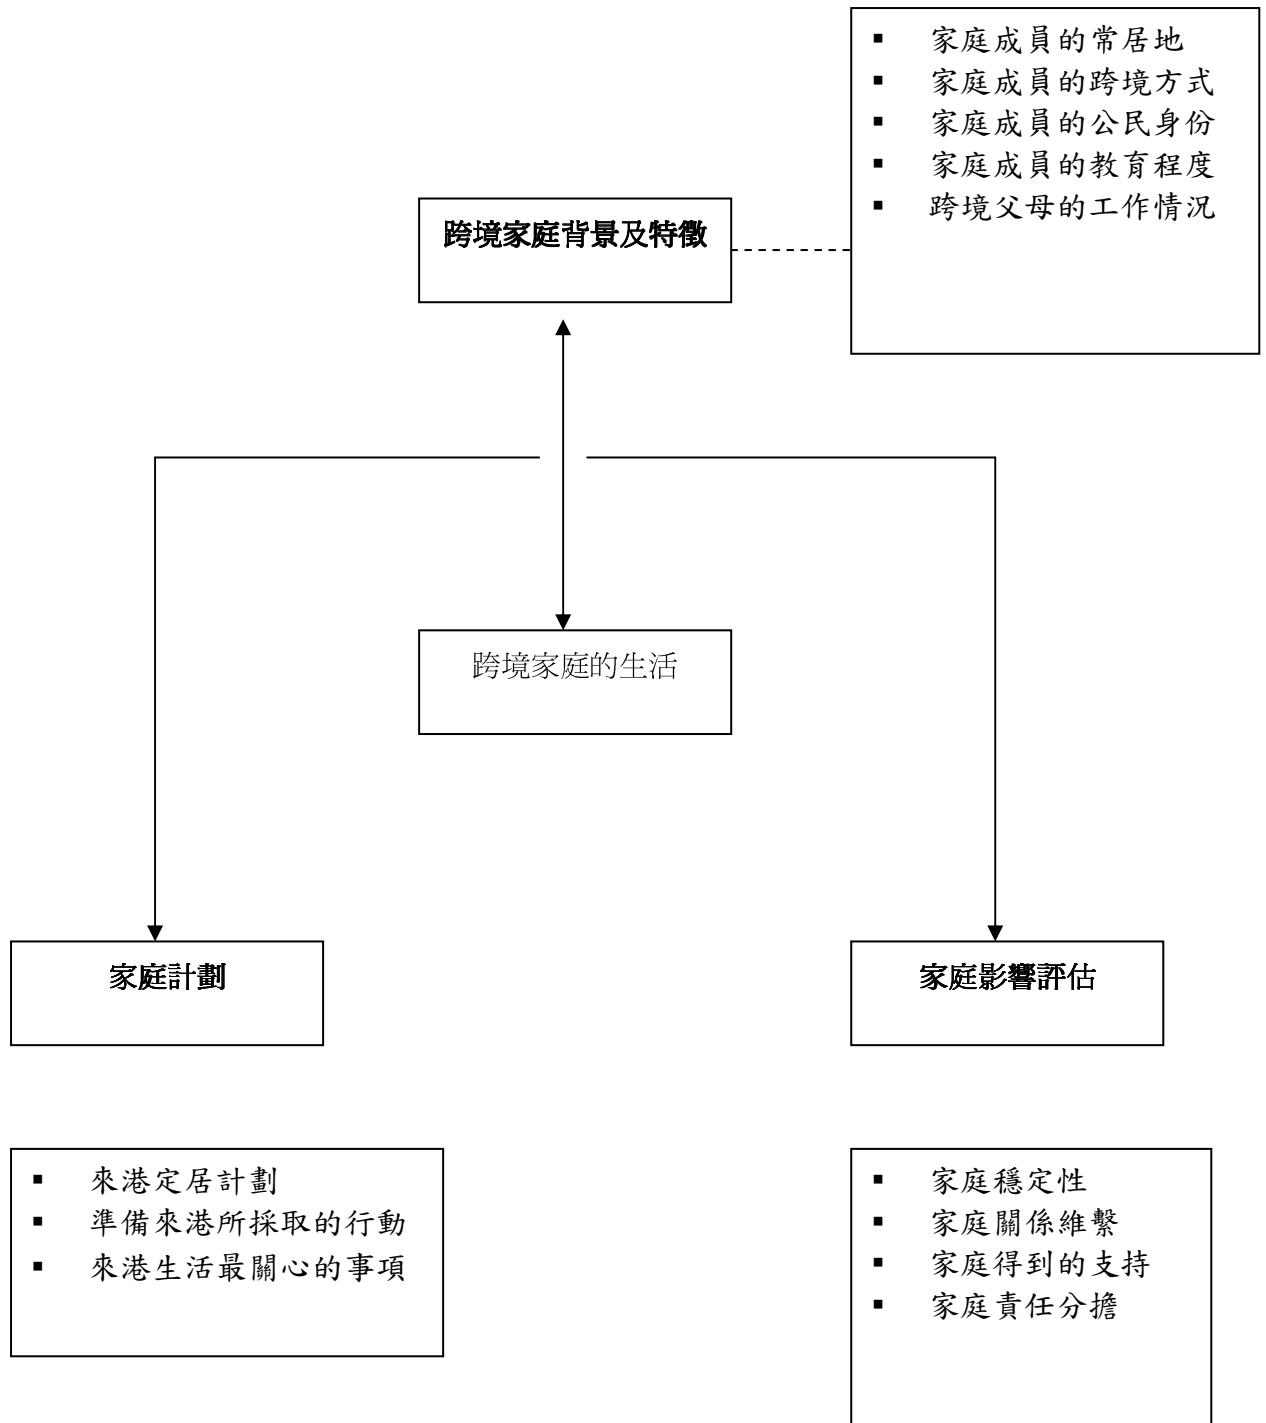 ▪ 家庭成員的常居地
▪ 家庭成員的跨境方式
▪ 家庭成員的公民身份
▪ 家庭成員的教育程度
▪ 跨境父母的工作情況
跨境家庭背景及特徵
跨境家庭的生活
家庭計劃
家庭影響評估
▪ 來港定居計劃
▪ 準備來港所採取的行動
▪ 來港生活最關心的事項
▪ 家庭穩定性
▪ 家庭關係維繫
▪ 家庭得到的支持
▪ 家庭責任分擔